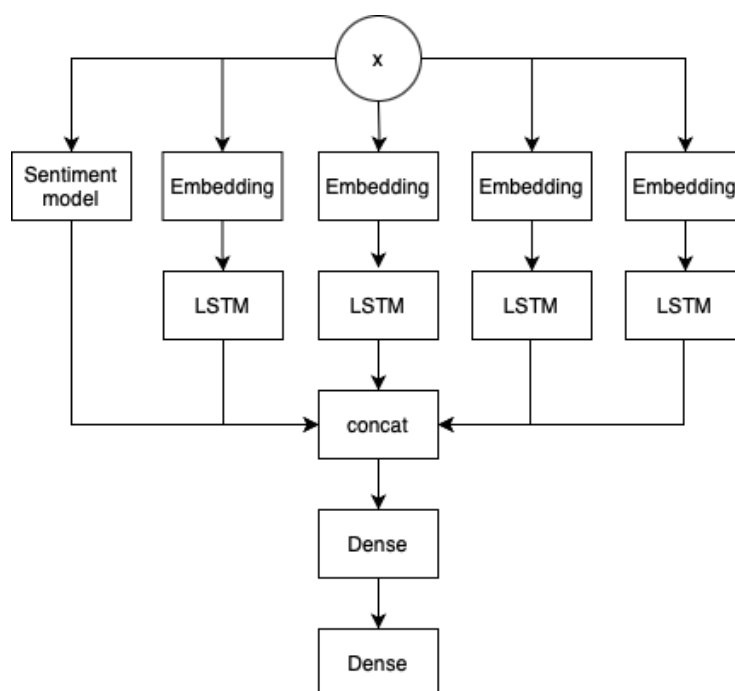 x
Sentiment
model
Embedding
Embedding
Embedding
Embedding
LSTM
LSTM
LSTM
LSTM
concat
Dense
Dense